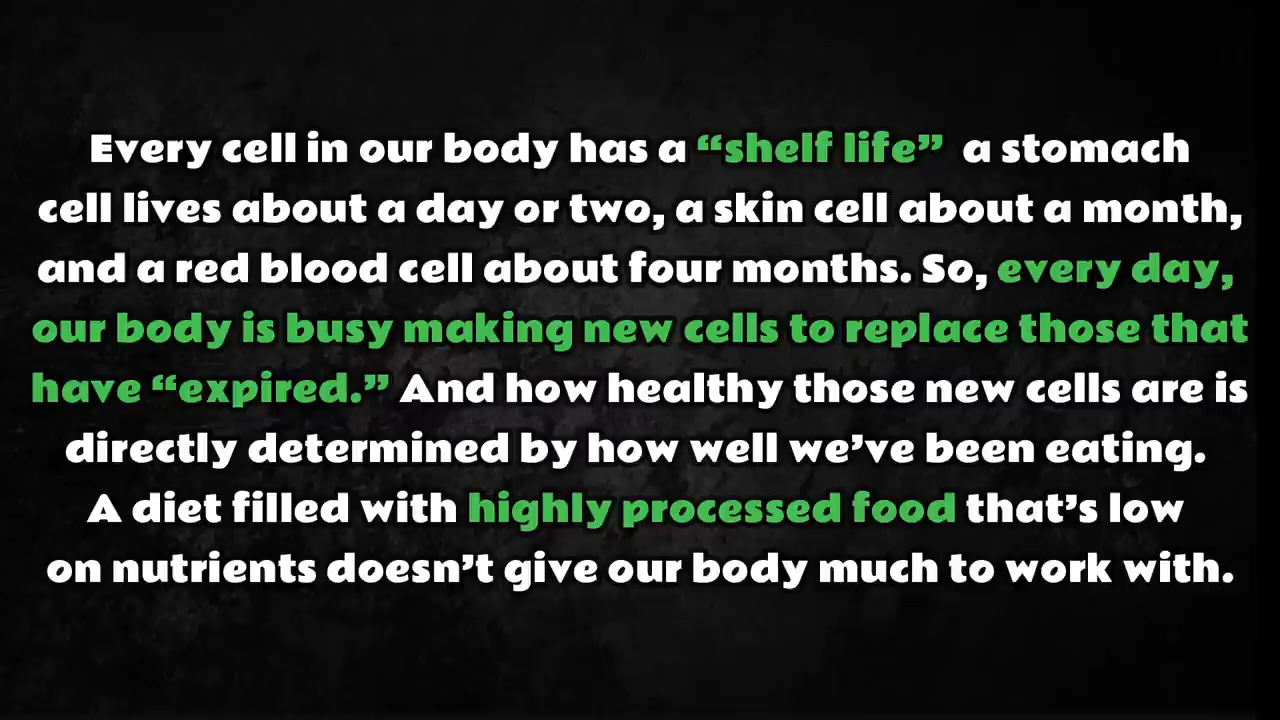 Every cell in our body has a “shelf life” a stomach
cell lives about a day or two, a skin cell about a month,
and a red blood cell about four months. So, every day,
our body is busy making new cells to replace those that
have “expired.” And how healthy those new cells are is
directly determined by how well we’ve been eating.
A diet filled with highly processed food that’s low
on nutrients doesn’t give our body much to work with.